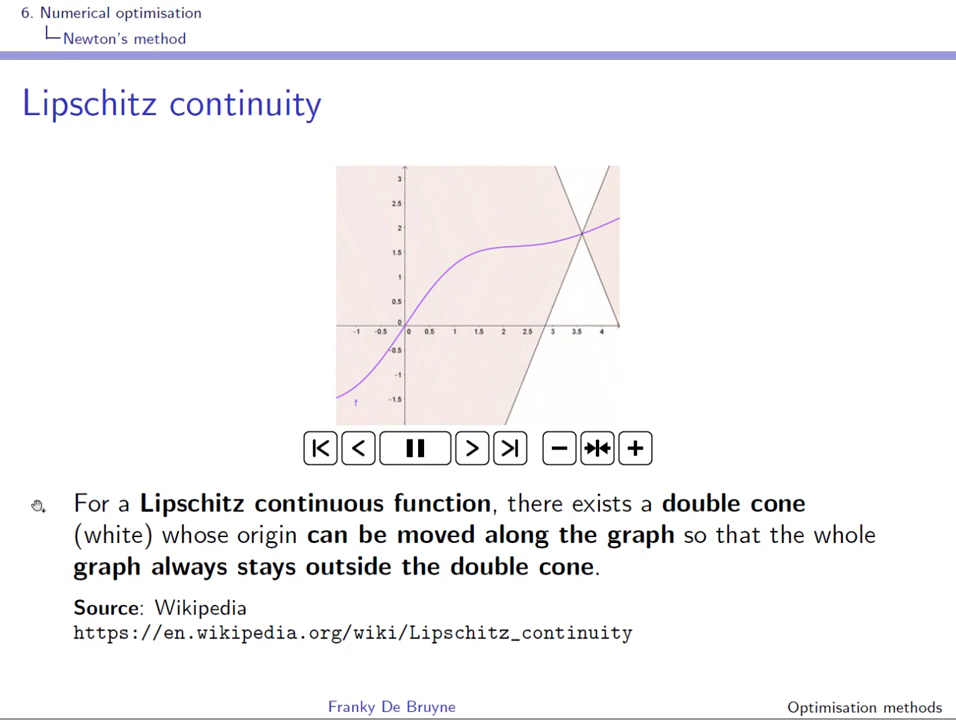 6. Numerical optimisation
Newton's method
Lipschitz continuity
3
2.5
2
1.5
1
0.5
0
-1 -0.5 0 0.5 1 1.5 2 2.5 3 3.5 4
-0.5
-1
-1.5
f
For a Lipschitz continuous function, there exists a double cone
(white) whose origin can be moved along the graph so that the whole
graph always stays outside the double cone.
Source: Wikipedia
https://en.wikipedia.org/wiki/Lipschitz_continuity
Franky De Bruyne
Optimisation methods